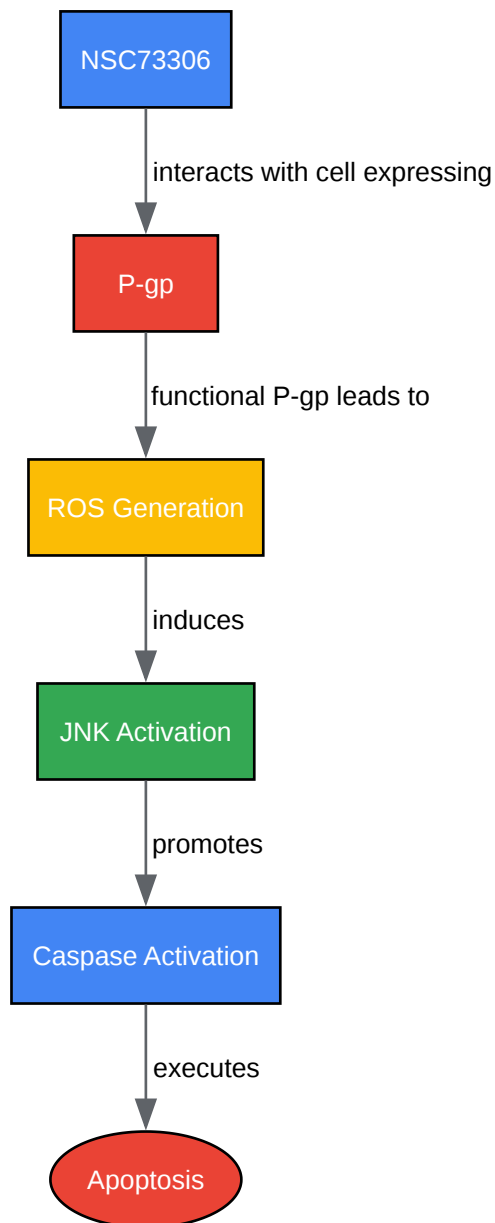 NSC73306
interacts with cell expressing
P-gp
functional P-gp leads to
ROS Generation
induces
JNK Activation
promotes
Caspase Activation
executes
Apoptosis